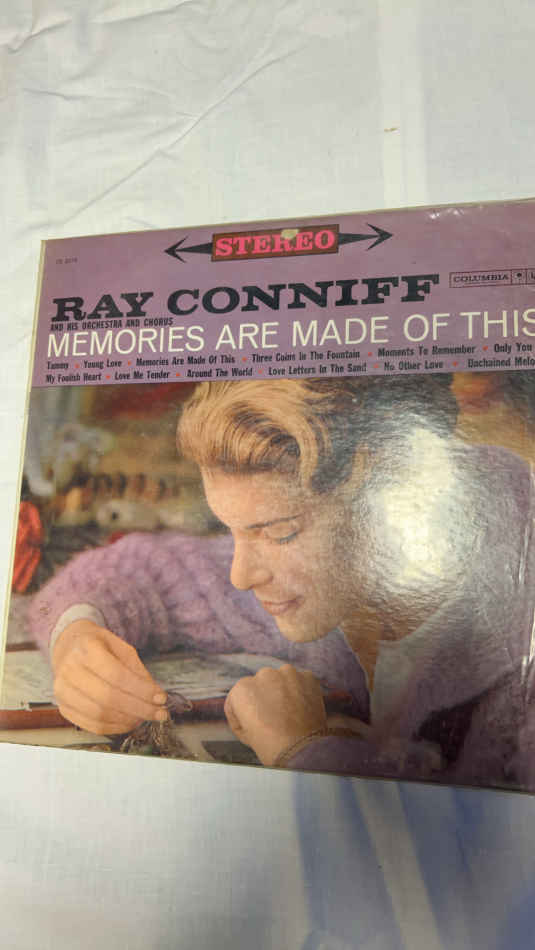 STEREO
RAY CONNIFF
COLUMBIA
AND HIS ORCHESTRA AND CHORUS
MEMORIES ARE MADE OF THIS
Tammy Young Love Memories Are Made Of This Three Coins In The Fountain Moments To Remember Only You
My Foolish Heart Love Me Tender Around The World Love Letters In The Sand No Other Love Unchained Melo